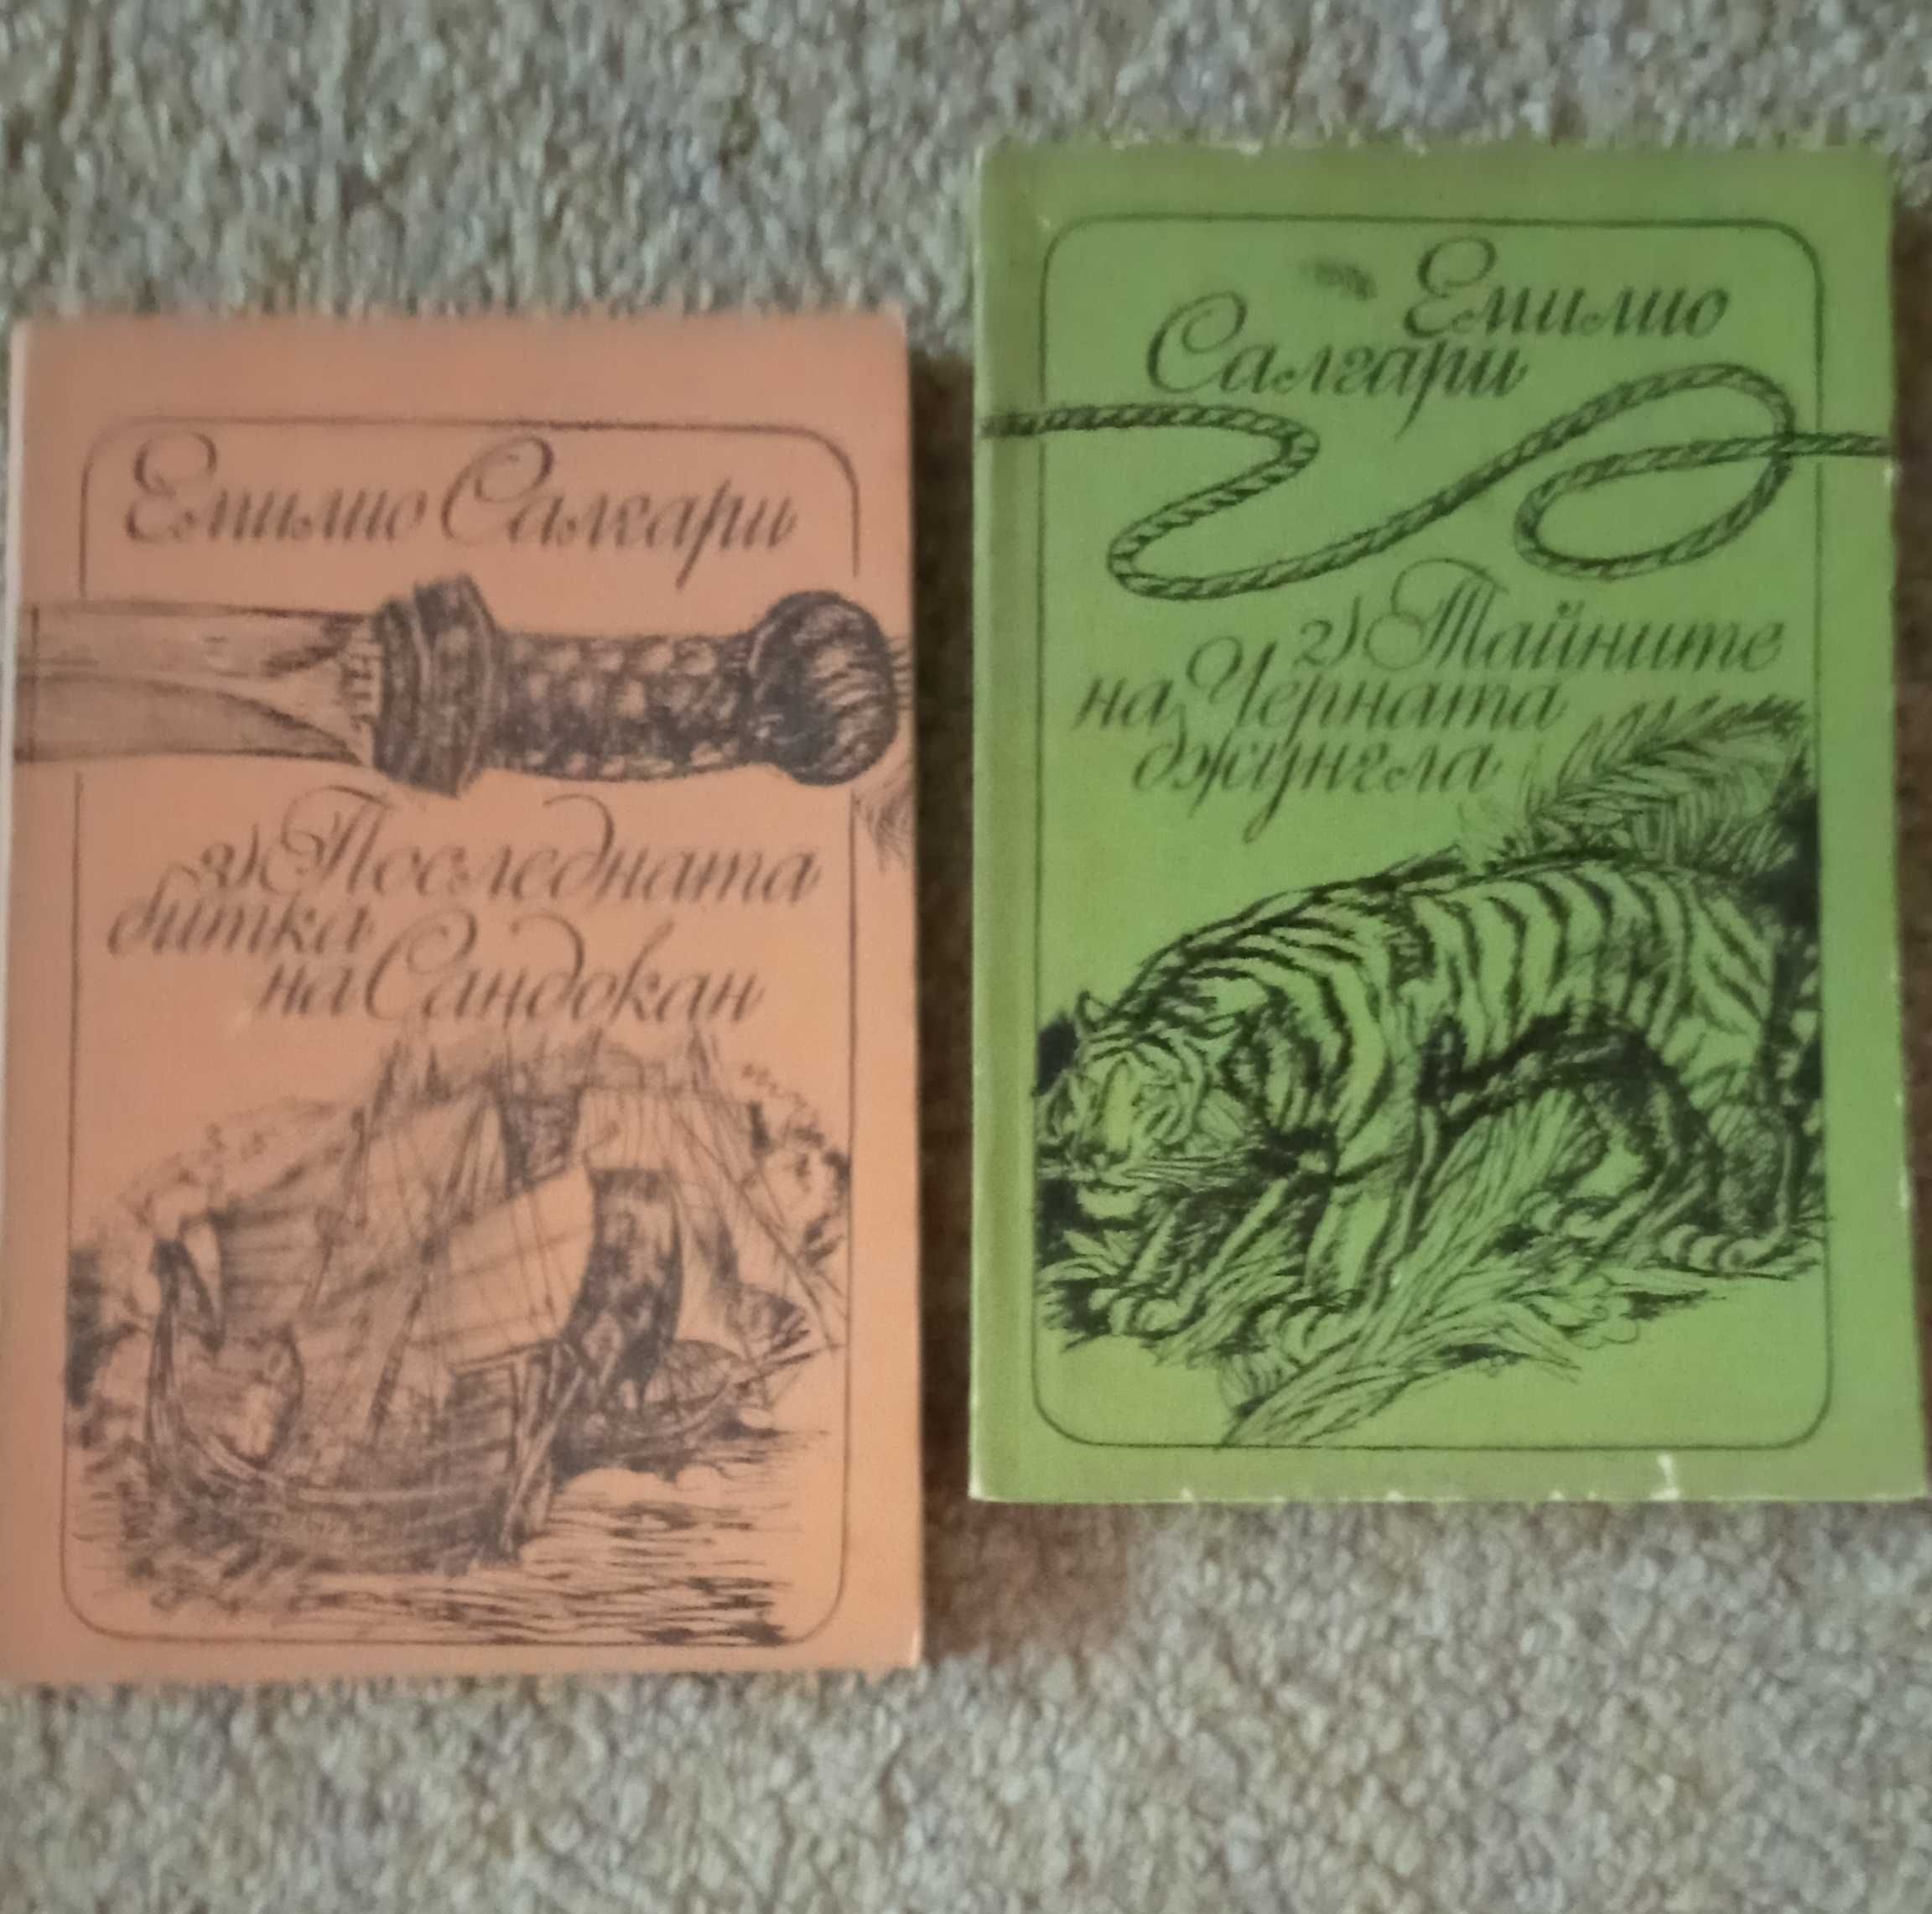 Емилио Салгари
3) Последната
битка
на Сандокан
Емилио
Салгари
2) Тайните
на Черната
джунгла